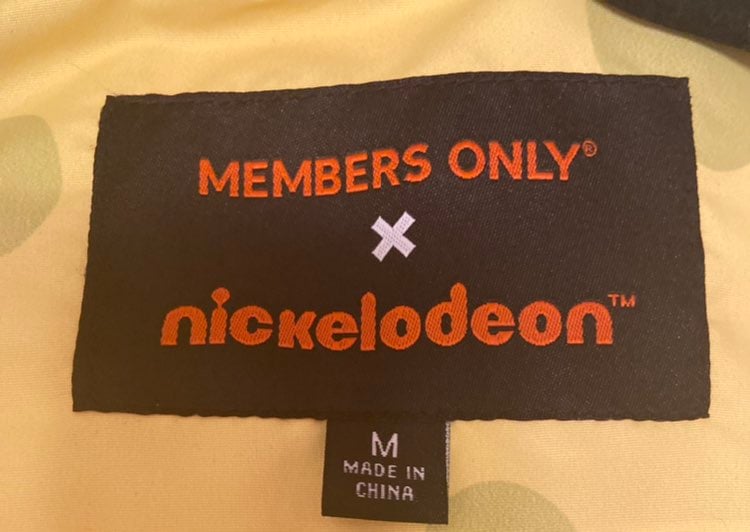 MEMBERS ONLY®
X
nickelodeon™
M
MADE IN
CHINA